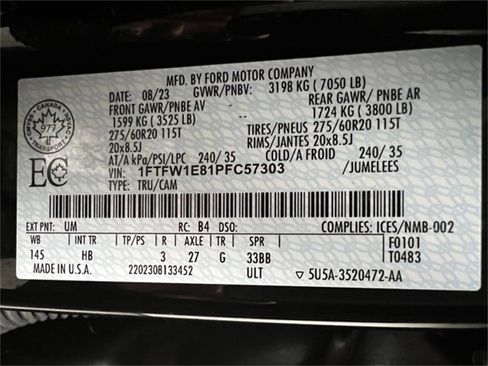 MFD. BY FORD MOTOR COMPANY
DATE: 08/23 GVWR/PNBV: 3198 KG ( 7050 LB)
FRONT GAWR/PNBE AV REAR GAWR/ PNBE AR
1599 KG ( 3525 LB) 1724 KG ( 3800 LB)
275/60R20 115T TIRES/PNEUS 275/60R20 115T
20x8.5J RIMS/JANTES 20x8.5J
AT/A kPa/PSI/LPC 240/ 35 COLD/A FROID 240/ 35
VIN: 1FTFW1E81PFC57303 /JUMELEES
TYPE: TRU/CAM
CANADA
977
EC
EXT PNT: UM RC: B4 DSO: COMPLIES: ICES/NMB-002
WB INT TR TP/PS R AXLE TR SPR F0101
145 HB 3 27 G 33BB T0483
MADE IN U.S.A. 2202308133452 ULT ▽ 5U5A-3520472-AA